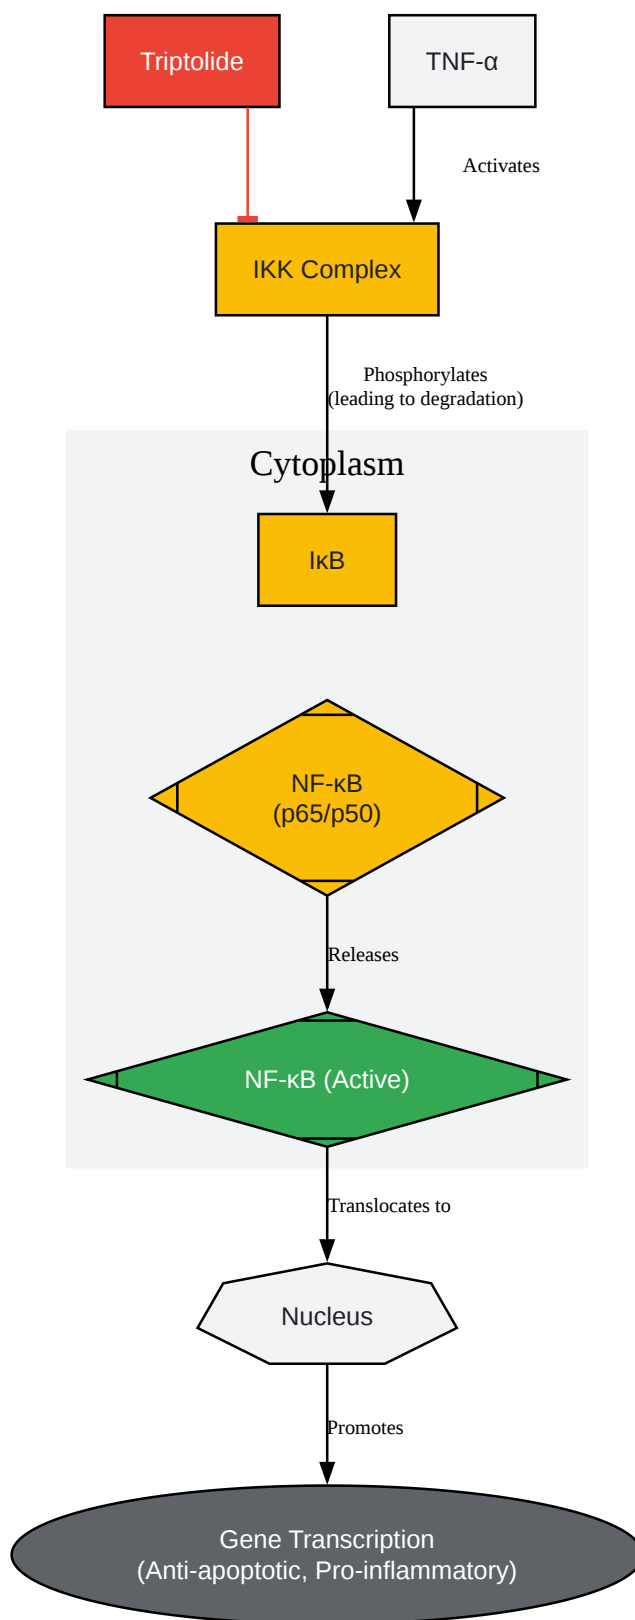 Triptolide
TNF-α
Activates
IKK Complex
Phosphorylates
(leading to degradation)
Cytoplasm
IκB
NF-κB
(p65/p50)
Releases
NF-κB (Active)
Translocates to
Nucleus
Promotes
Gene Transcription
(Anti-apoptotic, Pro-inflammatory)